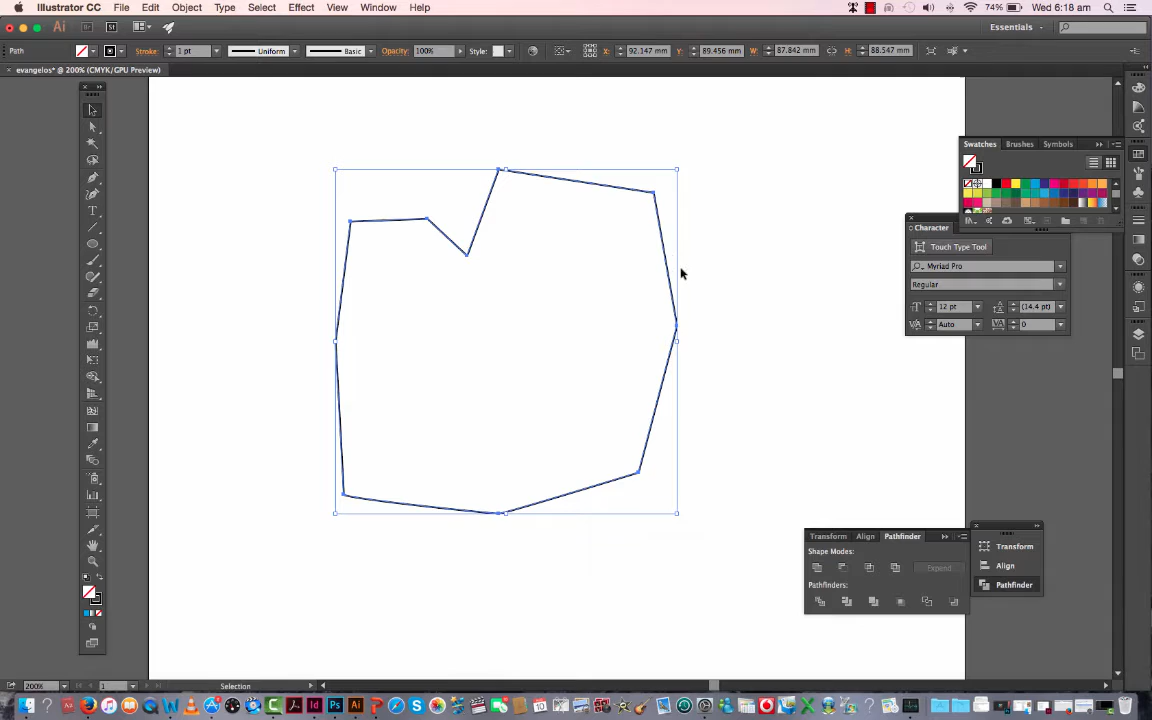 Illustrator CC File Edit Object Type Select Effect View Window Help 74% Wed 6:18 am
Ai Br St Essentials
Path Stroke: 1 pt Uniform Basic Opacity: 100% Style: X: 92.147 mm Y: 89.456 mm W: 87.842 mm H: 88.547 mm
× evangelos* @ 200% (CMYK/GPU Preview)
Swatches Brushes Symbols
Character
Touch Type Tool
Myriad Pro
Regular
12 pt (14.4 pt)
Auto 0
Transform Align Pathfinder
Shape Modes:
Expand
Pathfinders:
Transform
Align
Pathfinder
200% 1 Selection